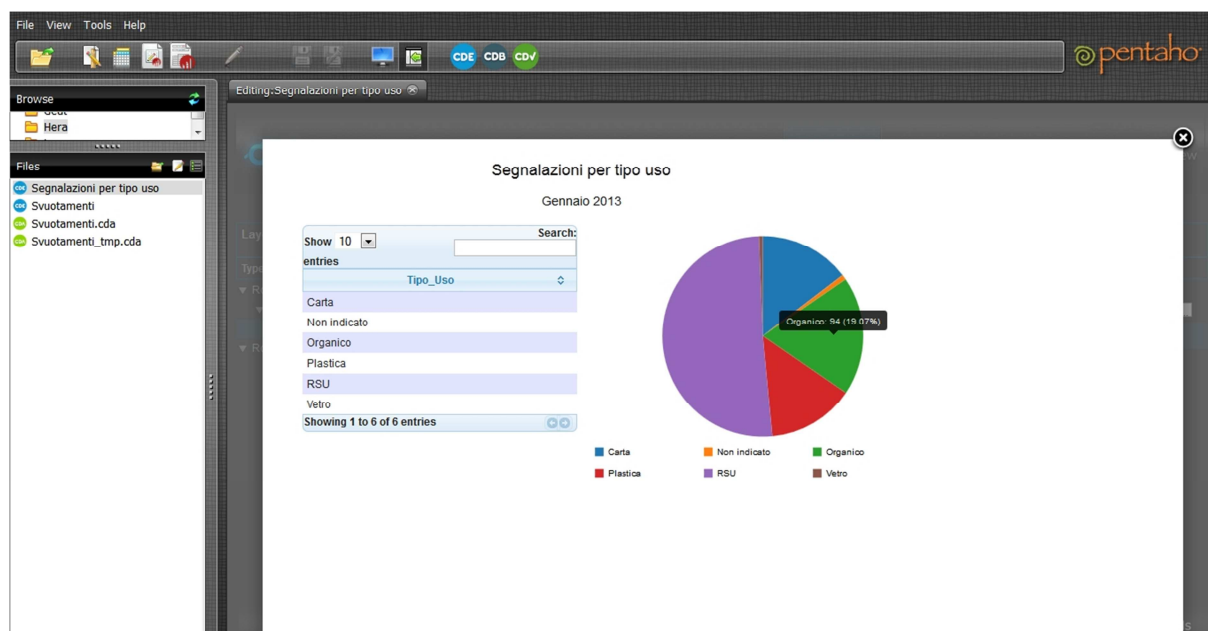 File View Tools Help
CDE CDB CDV
pentaho
Browse
Hera
Files
Segnalazioni per tipo uso
Svuotamenti
Svuotamenti.cda
Svuotamenti_tmp.cda
Editing:Segnalazioni per tipo uso
Segnalazioni per tipo uso
Gennaio 2013
Show 10
entries
Search:
Tipo_Uso
Carta
Non indicato
Organico
Plastica
RSU
Vetro
Showing 1 to 6 of 6 entries
Organico: 94 (19.07%)
Carta Non indicato Organico
Plastica RSU Vetro